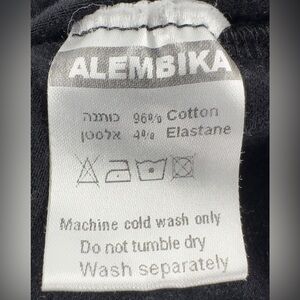 ALEMBIKA
כותנה 96% Cotton
אלסטן 4% Elastane
Machine cold wash only
Do not tumble dry
Wash separately